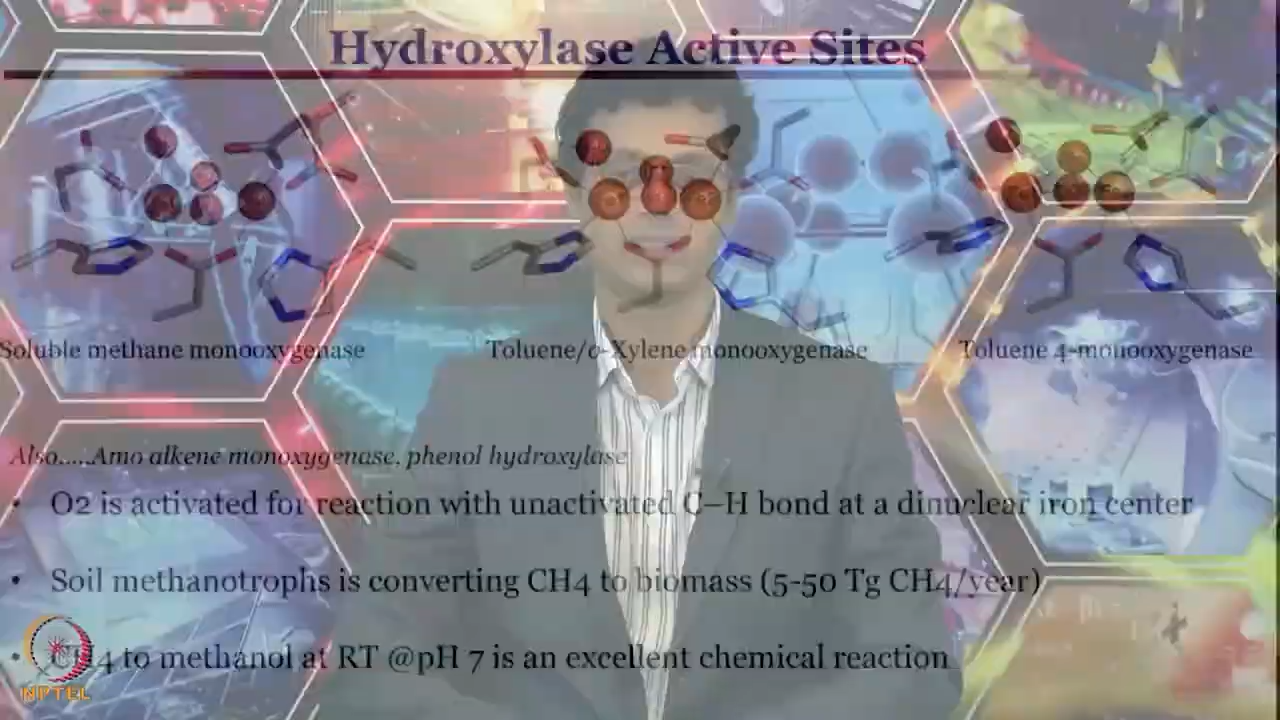 Hydroxylase Active Sites
Soluble methane monooxygenase
Toluene/o-Xylene monooxygenase
Toluene 4-monooxygenase
Also.....Amo alkene monoxygenase, phenol hydroxylase
• O2 is activated for reaction with unactivated C–H bond at a dinuclear iron center
• Soil methanotrophs is converting CH4 to biomass (5-50 Tg CH4/year)
• CH4 to methanol at RT @pH 7 is an excellent chemical reaction
NPTEL